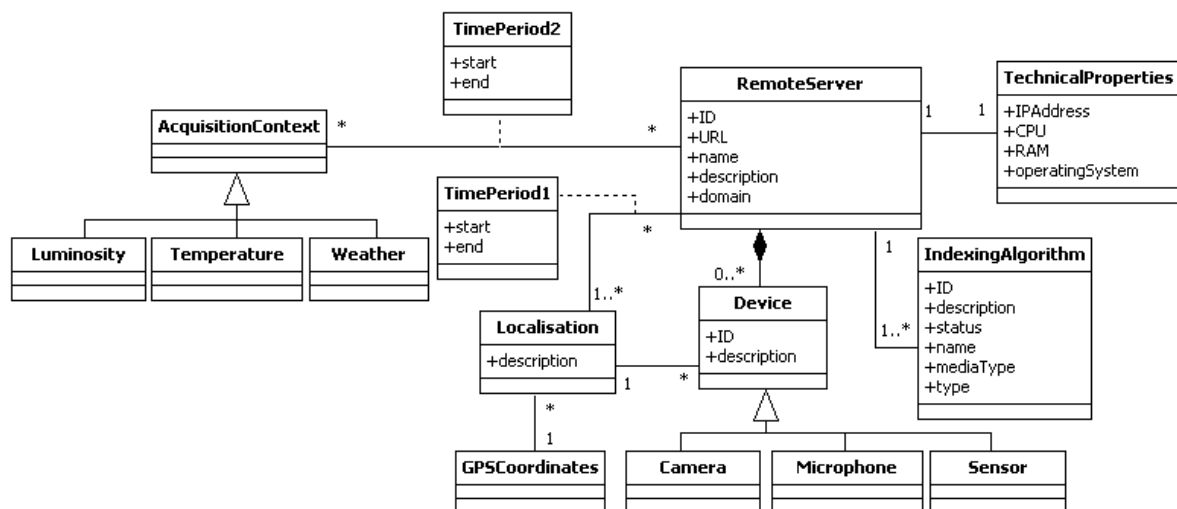 TimePeriod2
+start
+end
RemoteServer
+ID
+URL
+name
+description
+domain
TechnicalProperties
+IPAddress
+CPU
+RAM
+operatingSystem
1
1
AcquisitionContext
*
*
TimePeriod1
+start
+end
*
Luminosity
Temperature
Weather
1
IndexingAlgorithm
+ID
+description
+status
+name
+mediaType
+type
0..*
1..*
1..*
Device
+ID
+description
Localisation
+description
1
*
*
1
GPSCoordinates
Camera
Microphone
Sensor